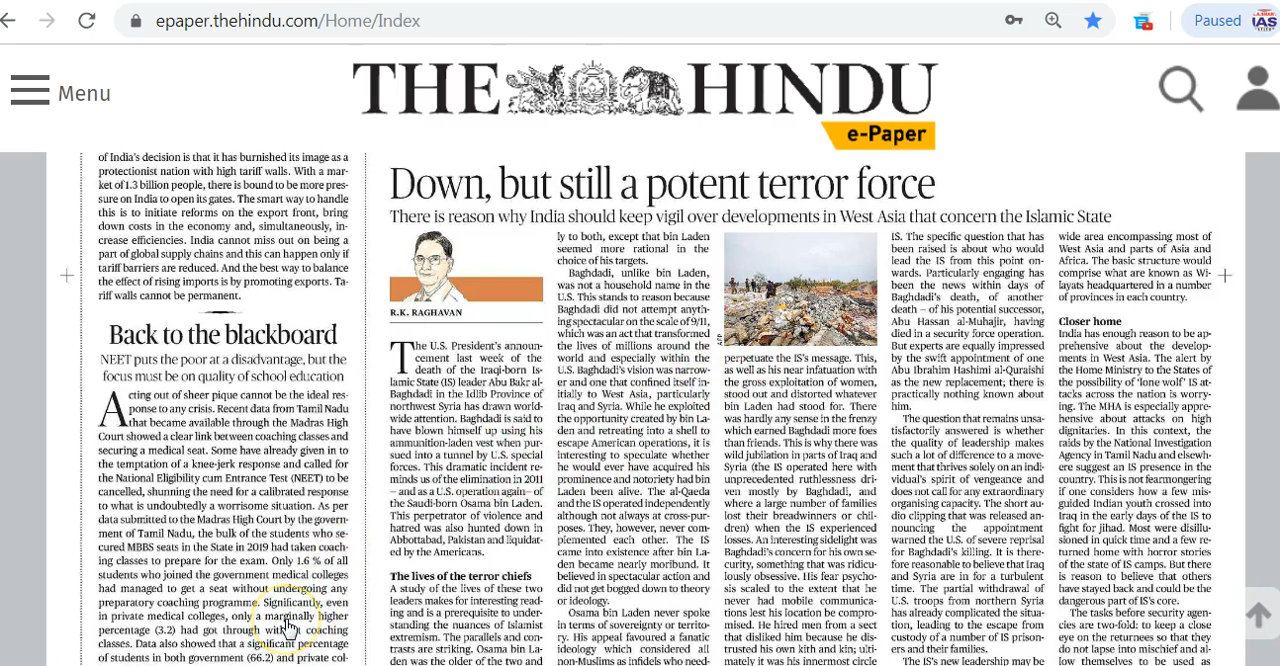 epaper.thehindu.com/Home/Index
Paused
IAS
Menu
THE HINDU
e-Paper
of India's decision is that it has burnished its image as a
protectionist nation with high tariff walls. With a mar-
ket of 1.3 billion people, there is bound to be more pres-
sure on India to open its gates. The smart way to handle
this is to initiate reforms on the export front, bring
down costs in the economy and, simultaneously, in-
crease efficiencies. India cannot miss out on being a
part of global supply chains and this can happen only if
tariff barriers are reduced. And the best way to balance
the effect of rising imports is by promoting exports. Ta-
riff walls cannot be permanent.
Back to the blackboard
NEET puts the poor at a disadvantage, but the
focus must be on quality of school education
Acting out of sheer pique cannot be the ideal res-
ponse to any crisis. Recent data from Tamil Nadu
that became available through the Madras High
Court showed a clear link between coaching classes and
securing a medical seat. Some have already given in to
the temptation of a knee-jerk response and called for
the National Eligibility cum Entrance Test (NEET) to be
cancelled, shunning the need for a calibrated response
to what is undoubtedly a worrisome situation. As per
data submitted to the Madras High Court by the govern-
ment of Tamil Nadu, the bulk of the students who se-
cured MBBS seats in the State in 2019 had taken coach-
ing classes to prepare for the exam. Only 1.6 % of all
students who joined the government medical colleges
had managed to get a seat without undergoing any
preparatory coaching programme. Significantly, even
in private medical colleges, only a marginally higher
percentage (3.2) had got through coaching
classes. Data also showed that a significant percentage
of students in both government (66.2) and private col-
Down, but still a potent terror force
There is reason why India should keep vigil over developments in West Asia that concern the Islamic State
R.K. RAGHAVAN
The U.S. President's announ-
cement last week of the
death of the Iraqi-born Is-
lamic State (IS) leader Abu Bakr al-
Baghdadi in the Idlib Province of
northwest Syria has drawn world-
wide attention. Baghdadi is said to
have blown himself up using his
ammunition-laden vest when pur-
sued into a tunnel by U.S. special
forces. This dramatic incident re-
minds us of the elimination in 2011
– and as a U.S. operation again – of
the Saudi-born Osama bin Laden.
This perpetrator of violence and
hatred was also hunted down in
Abbottabad, Pakistan and liquidat-
ed by the Americans.
The lives of the terror chiefs
A study of the lives of these two
leaders makes for interesting read-
ing and is a prerequisite to under-
standing the nuances of Islamist
extremism. The parallels and con-
trasts are striking. Osama bin La-
den was the older of the two and
ly to both, except that bin Laden
seemed more rational in the
choice of his targets.
Baghdadi, unlike bin Laden,
was not a household name in the
U.S. This stands to reason because
Baghdadi did not attempt anyth-
ing spectacular on the scale of 9/11,
which was an act that transformed
the lives of millions around the
world and especially within the
U.S. Baghdadi's vision was narrow-
er and one that confined itself ini-
tially to West Asia, particularly
Iraq and Syria. While he exploited
the opportunity created by bin La-
den and retreating into a shell to
escape American operations, it is
interesting to speculate whether
he would ever have acquired his
prominence and notoriety had bin
Laden been alive. The al-Qaeda
and the IS operated independently
although not always at cross-pur-
poses. They, however, never com-
plemented each other. The IS
came into existence after bin La-
den became nearly moribund. It
believed in spectacular action and
did not get bogged down to theory
or ideology.
Osama bin Laden never spoke
in terms of sovereignty or territo-
ry. His appeal favoured a fanatic
ideology which considered all
non-Muslims as infidels who need-
AFP
perpetuate the IS's message. This,
as well as his near infatuation with
the gross exploitation of women,
stood out and distorted whatever
bin Laden had stood for. There
was hardly any sense in the frenzy
which earned Baghdadi more foes
than friends. This is why there was
wild jubilation in parts of Iraq and
Syria (the IS operated here with
unprecedented ruthlessness driv-
en mostly by Baghdadi, and
where a large number of families
lost their breadwinners or chil-
dren) when the IS experienced
losses. An interesting sidelight was
Baghdadi's concern for his own se-
curity, something that was ridicu-
lously obsessive. His fear psycho-
sis scaled to the extent that he
never had mobile communica-
tions lest his location be compro-
mised. He hired men from a sect
that disliked him because he dis-
trusted his own kith and kin; ulti-
mately it was his innermost circle
IS. The specific question that has
been raised is about who would
lead the IS from this point on-
wards. Particularly engaging has
been the news within days of
Baghdadi's death, of another
death – of his potential successor,
Abu Hassan al-Muhajir, having
died in a security force operation.
But experts are equally impressed
by the swift appointment of one
Abu Ibrahim Hashimi al-Quraishi
as the new replacement; there is
practically nothing known about
him.
The question that remains unsa-
tisfactorily answered is whether
the quality of leadership makes
such a lot of difference to a move-
ment that thrives solely on an indi-
vidual's spirit of vengeance and
does not call for any extraordinary
organising capacity. The short au-
dio clipping that was released an-
nouncing the appointment
warned the U.S. of severe reprisal
for Baghdadi's killing. It is there-
fore reasonable to believe that Iraq
and Syria are in for a turbulent
time. The partial withdrawal of
U.S. troops from northern Syria
has already complicated the situa-
tion, leading to the escape from
custody of a number of IS prison-
ers and their families.
The IS's new leadership may be
wide area encompassing most of
West Asia and parts of Asia and
Africa. The basic structure would
comprise what are known as Wi-
layats headquartered in a number
of provinces in each country.
Closer home
India has enough reason to be ap-
prehensive about the develop-
ments in West Asia. The alert by
the Home Ministry to the States of
the possibility of 'lone wolf' IS at-
tacks across the nation is worry-
ing. The MHA is especially appre-
hensive about attacks on high
dignitaries. In this context, the
raids by the National Investigation
Agency in Tamil Nadu and elsewh-
ere suggest an IS presence in the
country. This is not fearmongering
if one considers how a few mis-
guided Indian youth crossed into
Iraq in the early days of the IS to
fight for jihad. Most were disillu-
sioned in quick time and a few re-
turned home with horror stories
of the state of IS camps. But there
is reason to believe that others
have stayed back and could be the
dangerous part of IS's core.
The tasks before security agen-
cies are two-fold: to keep a close
eye on the returnees so that they
do not lapse into mischief and al-
low themselves to be used